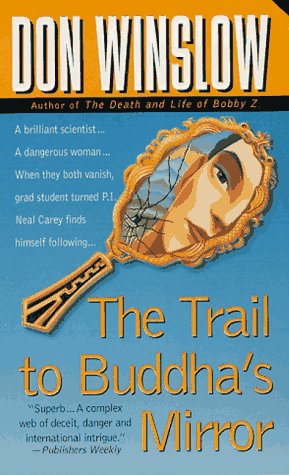 DON WINSLOW
Author of The Death and Life of Bobby Z
A brilliant scientist...
A dangerous woman...
When they both vanish,
grad student turned P.I.
Neal Carey finds
himself following...
The Trail
to Buddha's
Mirror
"Superb...A complex
web of deceit, danger and
international intrigue."
—Publishers Weekly